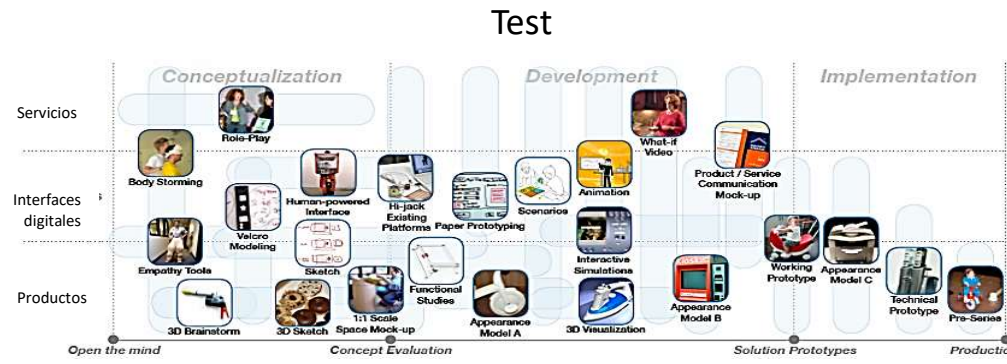 Test
Conceptualization
Development
Implementation
Servicios
Interfaces
digitales
Productos
Role-Play
What-if
Video
Body Storming
Human-powered
Interface
Hi-jack
Existing
Platforms
Paper Prototyping
Scenarios
Animation
Product / Service
Communication
Mock-up
Velcro
Modeling
Empathy Tools
Sketch
Functional
Studies
Interactive
Simulations
Working
Prototype
Appearance
Model C
3D Brainstorm
3D Sketch
1:1 Scale
Space Mock-up
Appearance
Model A
3D Visualization
Appearance
Model B
Technical
Prototype
Pre-Series
Open the mind
Concept Evaluation
Solution Prototypes
Productio